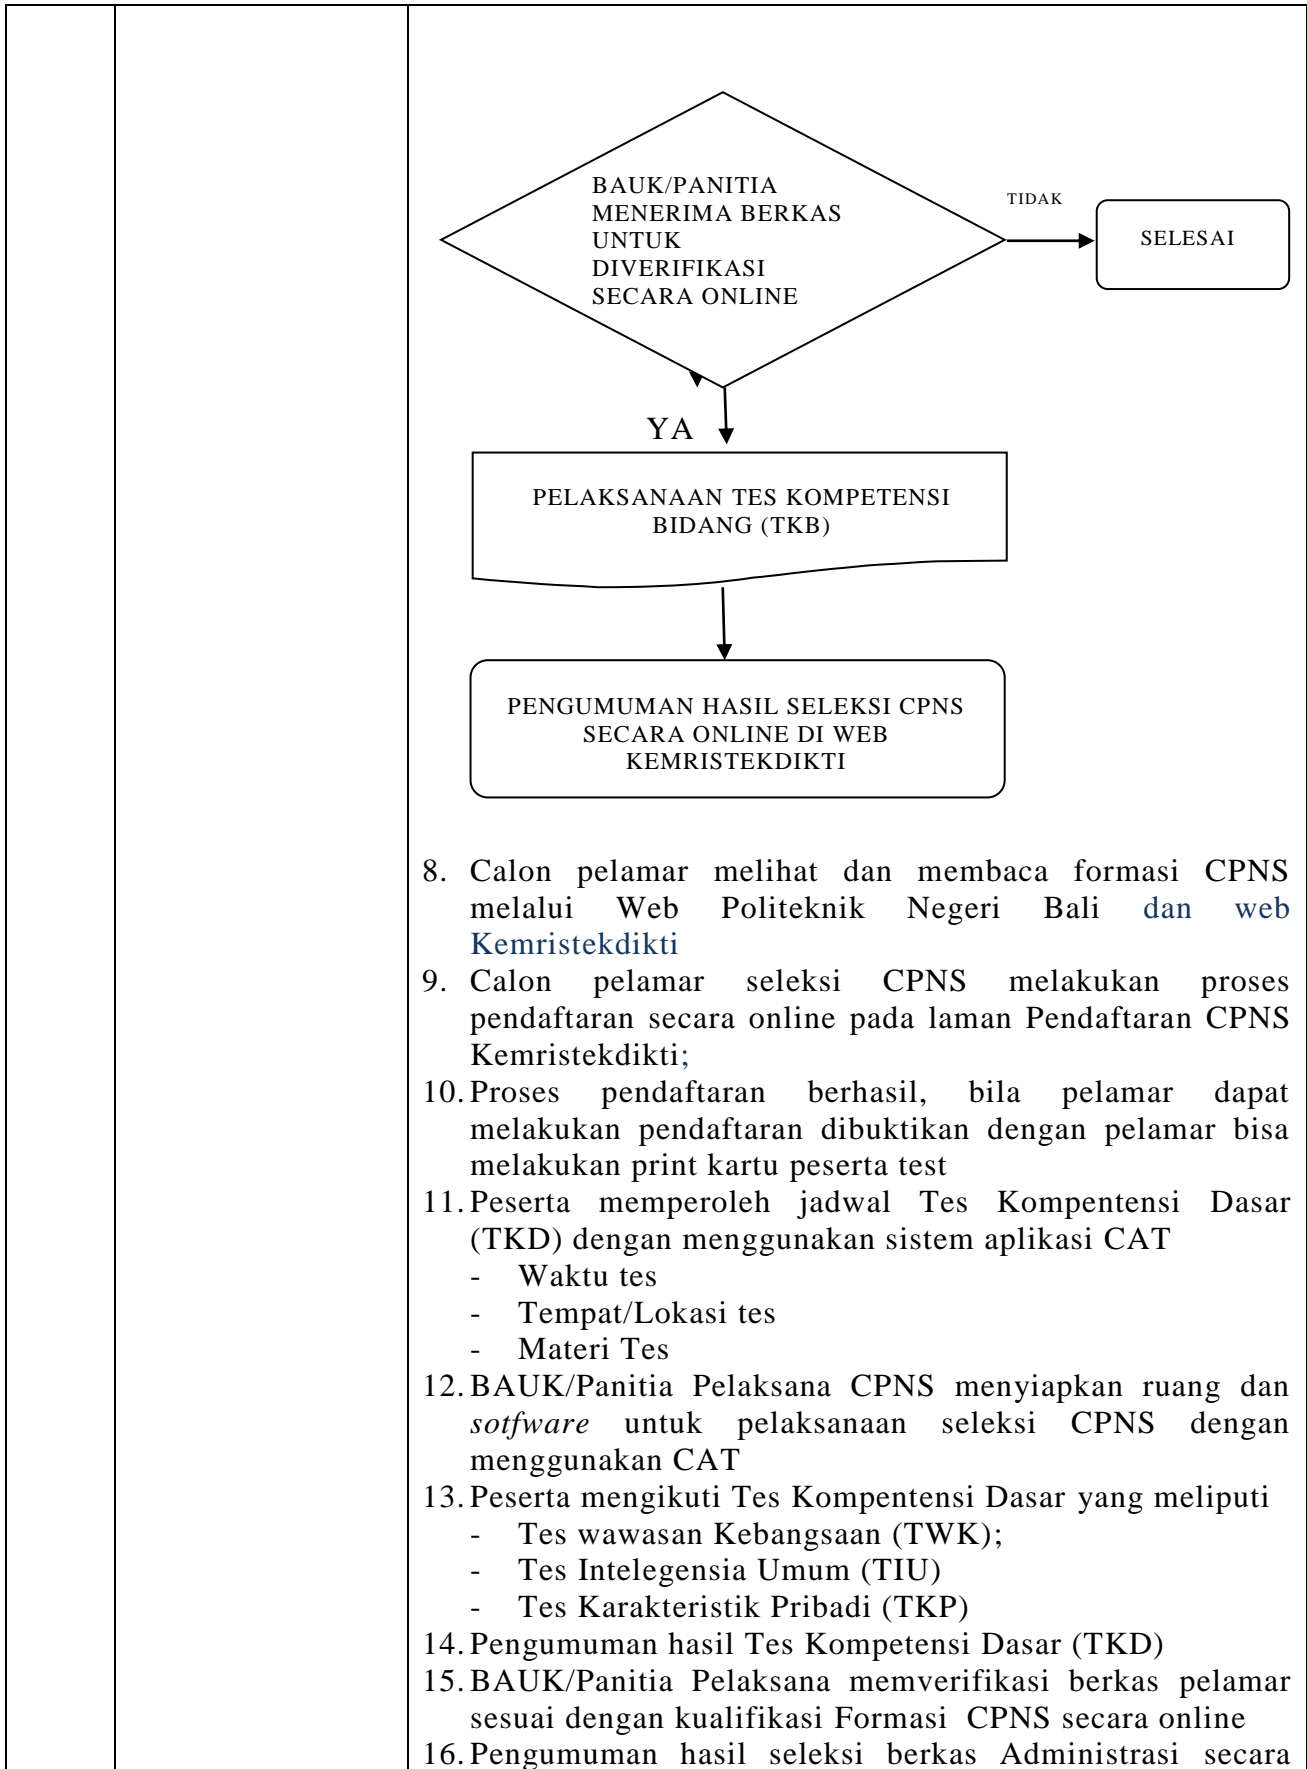 BAUK/PANITIA
MENERIMA BERKAS
UNTUK
DIVERIFIKASI
SECARA ONLINE
TIDAK
SELESAI
YA
PELAKSANAAN TES KOMPETENSI
BIDANG (TKB)
PENGUMUMAN HASIL SELEKSI CPNS
SECARA ONLINE DI WEB
KEMRISTEKDIKTI
8. Calon pelamar melihat dan membaca formasi CPNS
melalui Web Politeknik Negeri Bali dan web
Kemristekdikti
9. Calon pelamar seleksi CPNS melakukan proses
pendaftaran secara online pada laman Pendaftaran CPNS
Kemristekdikti;
10. Proses pendaftaran berhasil, bila pelamar dapat
melakukan pendaftaran dibuktikan dengan pelamar bisa
melakukan print kartu peserta test
11. Peserta memperoleh jadwal Tes Kompentensi Dasar
(TKD) dengan menggunakan sistem aplikasi CAT
- Waktu tes
- Tempat/Lokasi tes
- Materi Tes
12. BAUK/Panitia Pelaksana CPNS menyiapkan ruang dan
sotfware untuk pelaksanaan seleksi CPNS dengan
menggunakan CAT
13. Peserta mengikuti Tes Kompentensi Dasar yang meliputi
- Tes wawasan Kebangsaan (TWK);
- Tes Intelegensia Umum (TIU)
- Tes Karakteristik Pribadi (TKP)
14. Pengumuman hasil Tes Kompetensi Dasar (TKD)
15. BAUK/Panitia Pelaksana memverifikasi berkas pelamar
sesuai dengan kualifikasi Formasi CPNS secara online
16. Pengumuman hasil seleksi berkas Administrasi secara